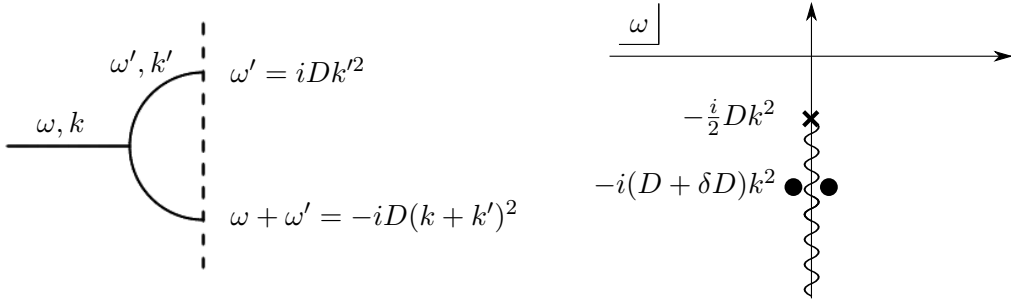 ω′, k′
ω′ = iDk′²
ω, k
ω + ω′ = −iD(k + k′)²
ω
−i/2 Dk²
−i(D + δD)k²